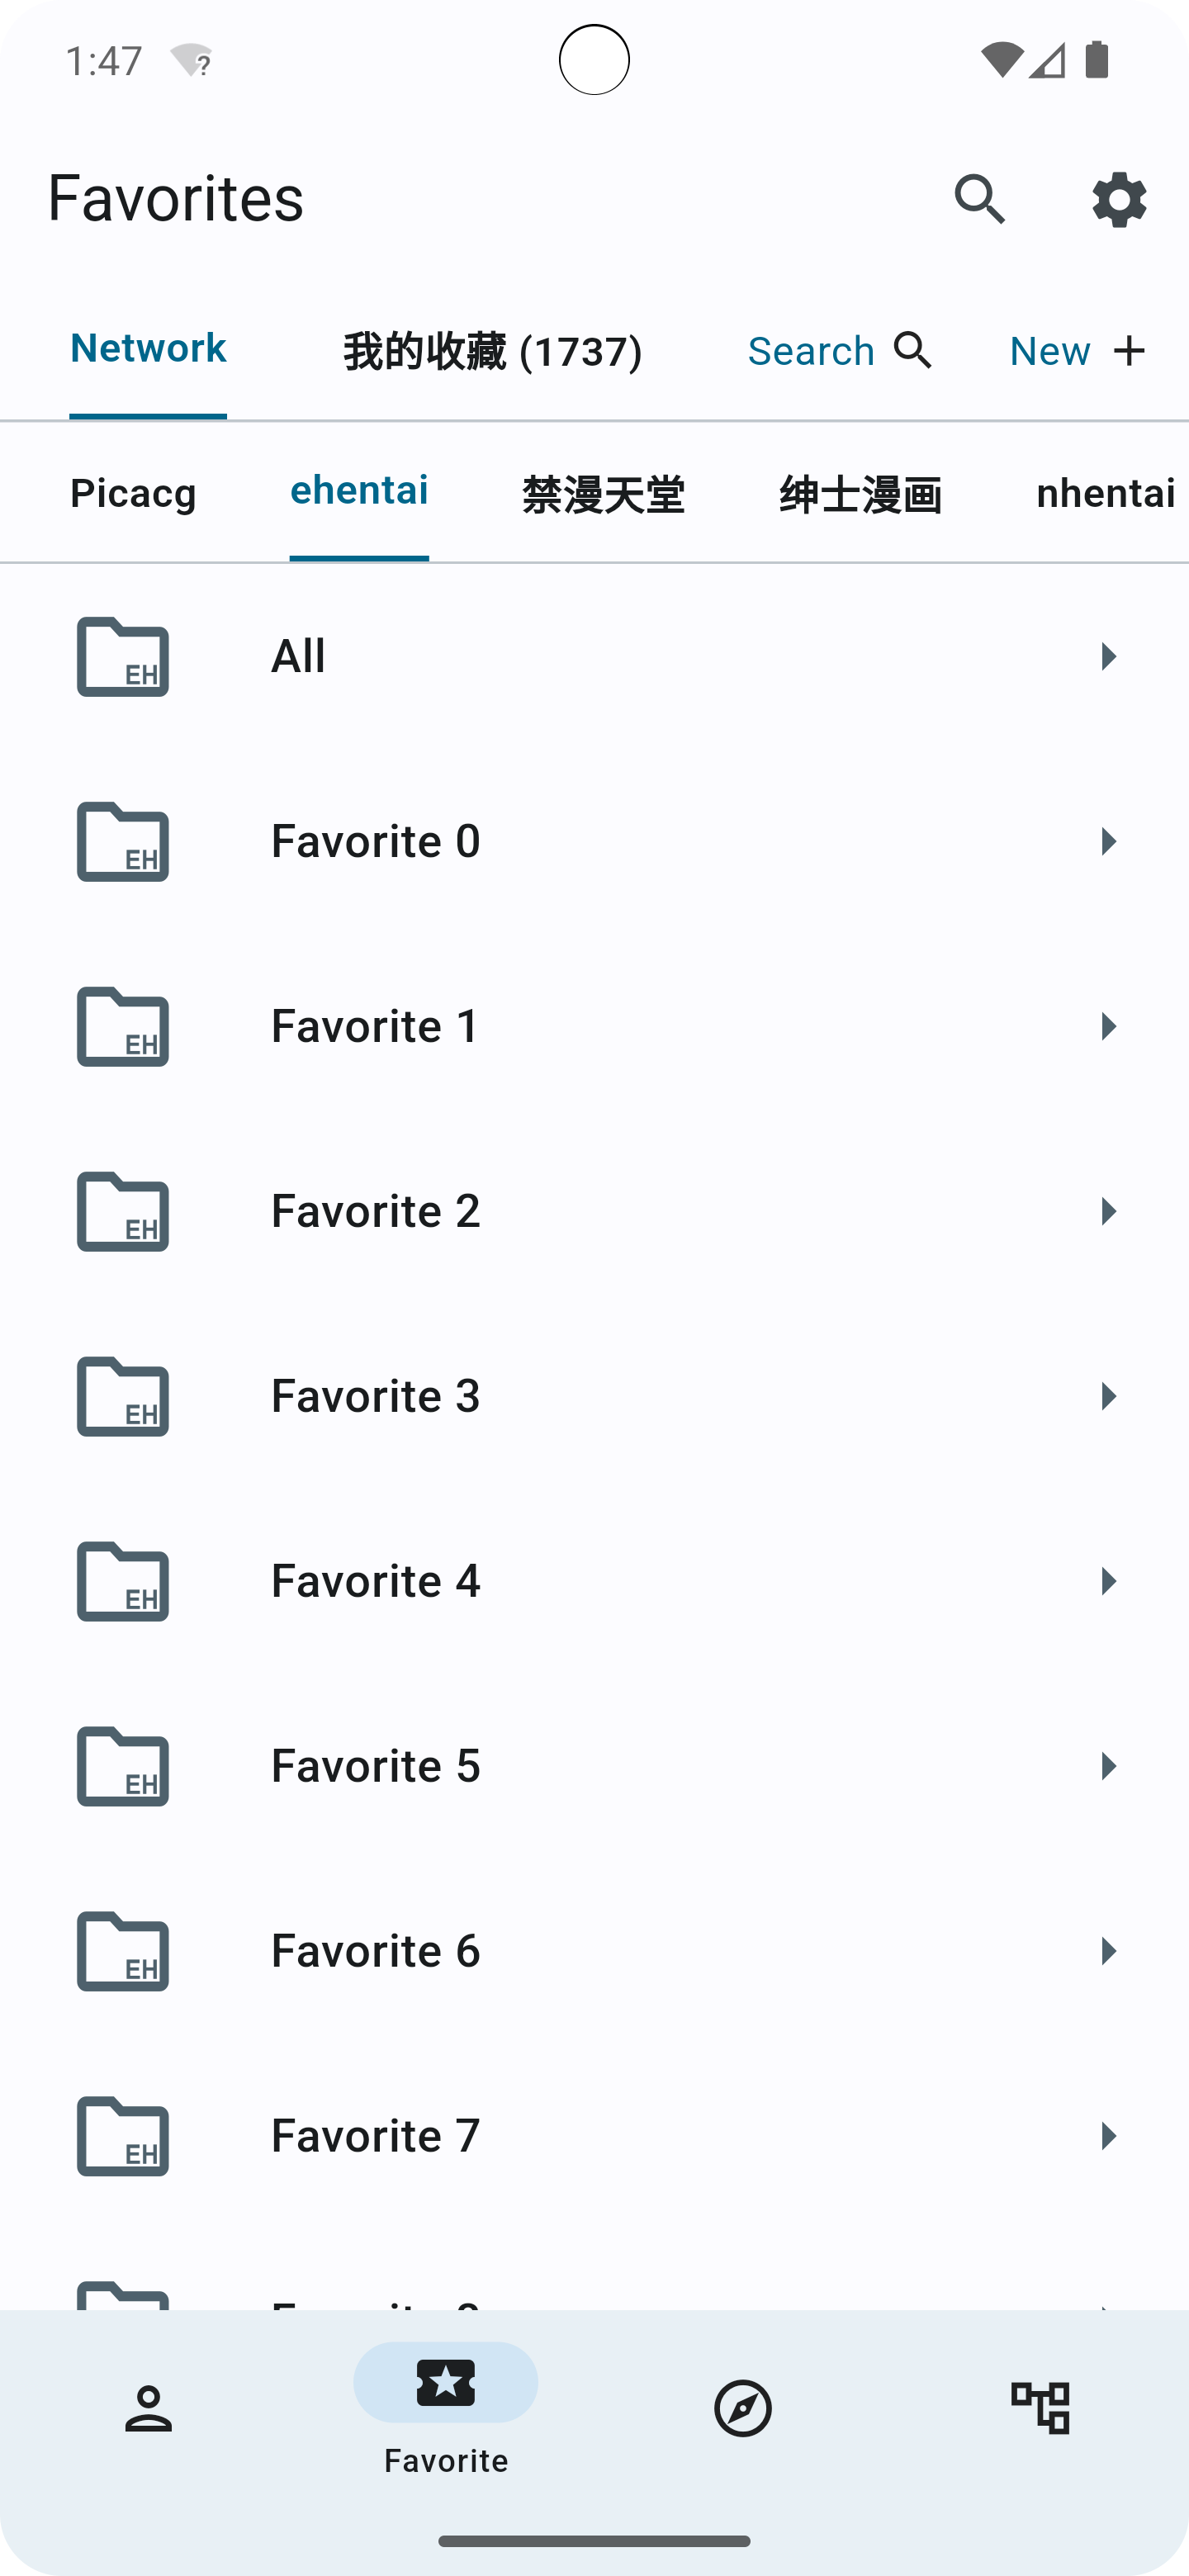 1:47
Favorites
Network 我的收藏 (1737) Search New
Picacg ehentai 禁漫天堂 绅士漫画 nhentai
EH All
EH Favorite 0
EH Favorite 1
EH Favorite 2
EH Favorite 3
EH Favorite 4
EH Favorite 5
EH Favorite 6
EH Favorite 7
Favorite